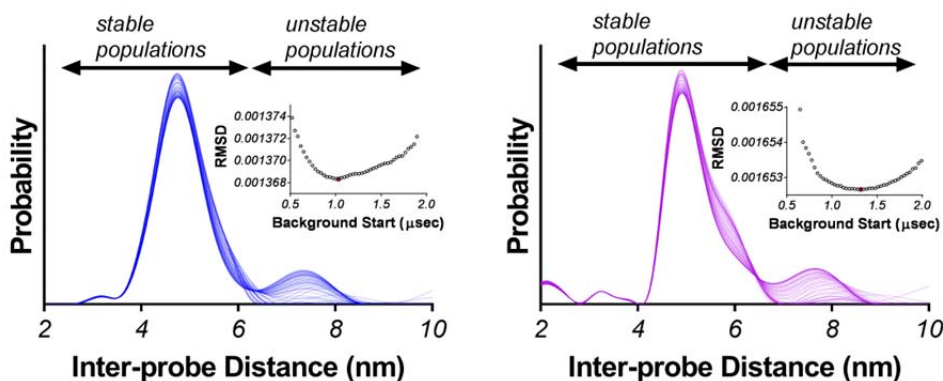 stable
populations
unstable
populations
Probability
RMSD
0.001374
0.001372
0.001370
0.001368
0.5 1.0 1.5 2.0
Background Start (μsec)
2 4 6 8 10
Inter-probe Distance (nm)
stable
populations
unstable
populations
Probability
RMSD
0.001655
0.001654
0.001653
0.5 1.0 1.5 2.0
Background Start (μsec)
2 4 6 8 10
Inter-probe Distance (nm)